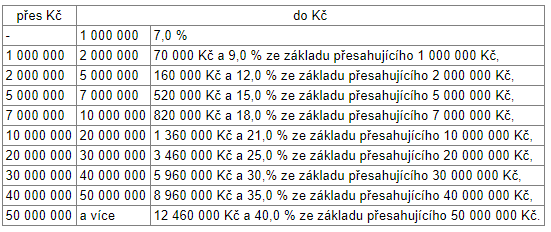 přes Kč do Kč
- 1 000 000 7,0 %
1 000 000 2 000 000 70 000 Kč a 9,0 % ze základu přesahujícího 1 000 000 Kč,
2 000 000 5 000 000 160 000 Kč a 12,0 % ze základu přesahujícího 2 000 000 Kč,
5 000 000 7 000 000 520 000 Kč a 15,0 % ze základu přesahujícího 5 000 000 Kč,
7 000 000 10 000 000 820 000 Kč a 18,0 % ze základu přesahujícího 7 000 000 Kč,
10 000 000 20 000 000 1 360 000 Kč a 21,0 % ze základu přesahujícího 10 000 000 Kč,
20 000 000 30 000 000 3 460 000 Kč a 25,0 % ze základu přesahujícího 20 000 000 Kč,
30 000 000 40 000 000 5 960 000 Kč a 30,% ze základu přesahujícího 30 000 000 Kč,
40 000 000 50 000 000 8 960 000 Kč a 35,0 % ze základu přesahujícího 40 000 000 Kč,
50 000 000 a více 12 460 000 Kč a 40,0 % ze základu přesahujícího 50 000 000 Kč.